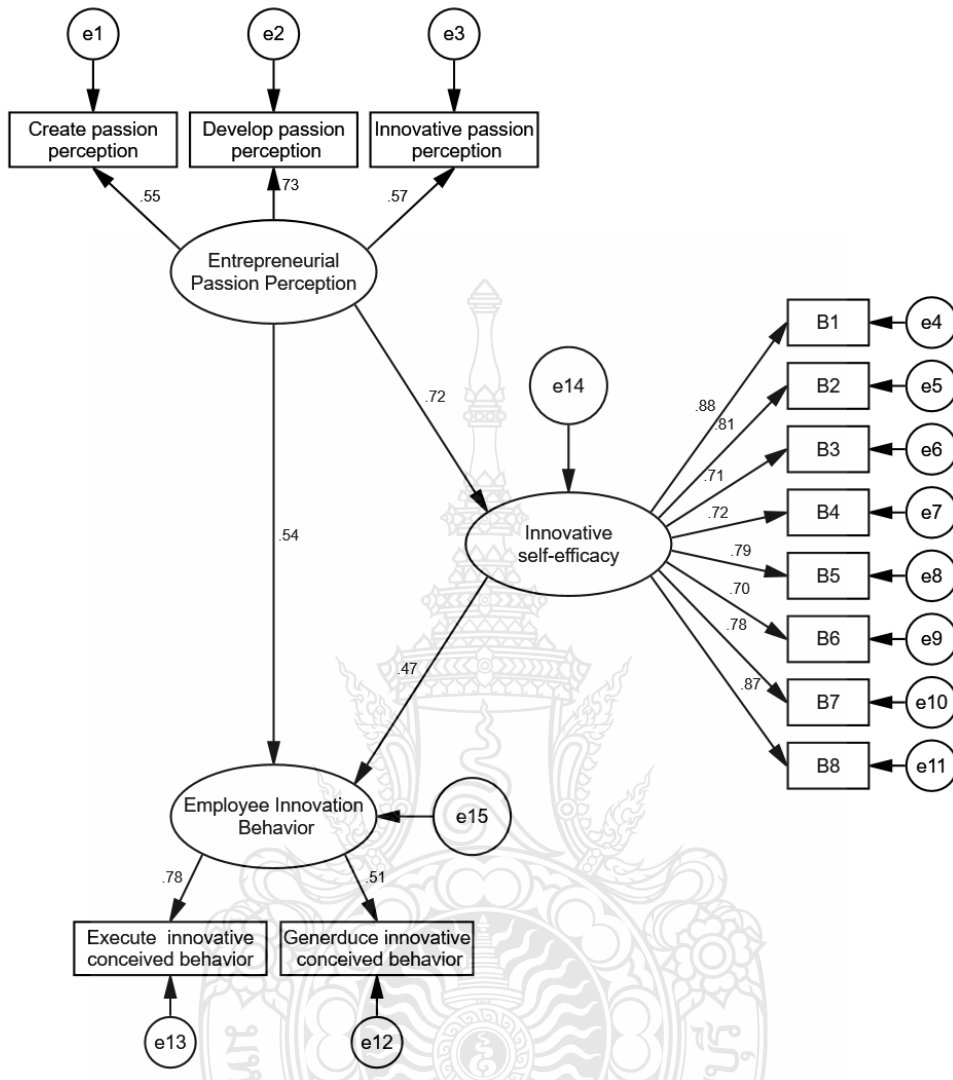 e1
e2
e3
Create passion
perception
Develop passion
perception
Innovative passion
perception
.55
.73
.57
Entrepreneurial
Passion Perception
B1
e4
e14
B2
e5
.72
.88
.81
B3
e6
.71
B4
e7
.72
.54
Innovative
self-efficacy
.79
B5
e8
.70
B6
e9
.78
.47
.87
B7
e10
B8
e11
Employee Innovation
Behavior
e15
.78
.51
Execute innovative
conceived behavior
Generduce innovative
conceived behavior
e13
e12